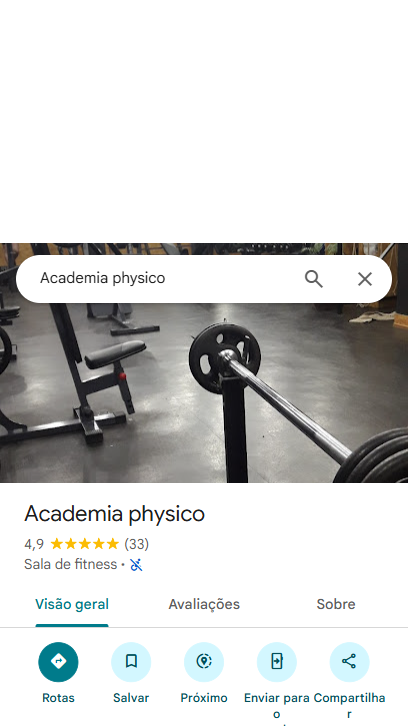 Academia physico
Academia physico
4,9 (33)
Sala de fitness ·
Visão geral Avaliações Sobre
Rotas Salvar Próximo Enviar para o Compartilhar